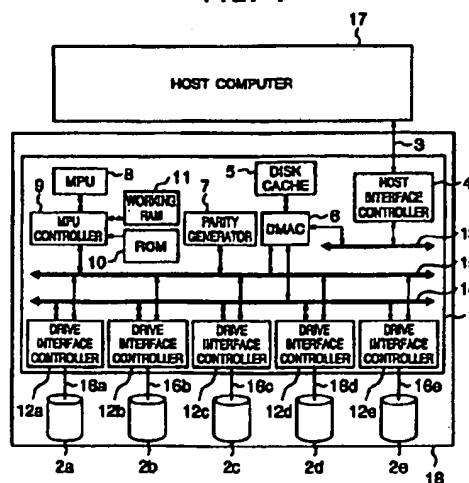 17
HOST COMPUTER
3
11
5
DISK
CACHE
4
9
MPU
8
WORKING
RAM
7
HOST
INTERFACE
CONTROLLER
MPU
CONTROLLER
PARITY
GENERATOR
DMAC
6
10
ROM
DRIVE
INTERFACE
CONTROLLER
DRIVE
INTERFACE
CONTROLLER
DRIVE
INTERFACE
CONTROLLER
DRIVE
INTERFACE
CONTROLLER
DRIVE
INTERFACE
CONTROLLER
12a 16a 12b 16b 12c 16c 12d 16d 12e 16e
2a 2b 2c 2d 2e 18